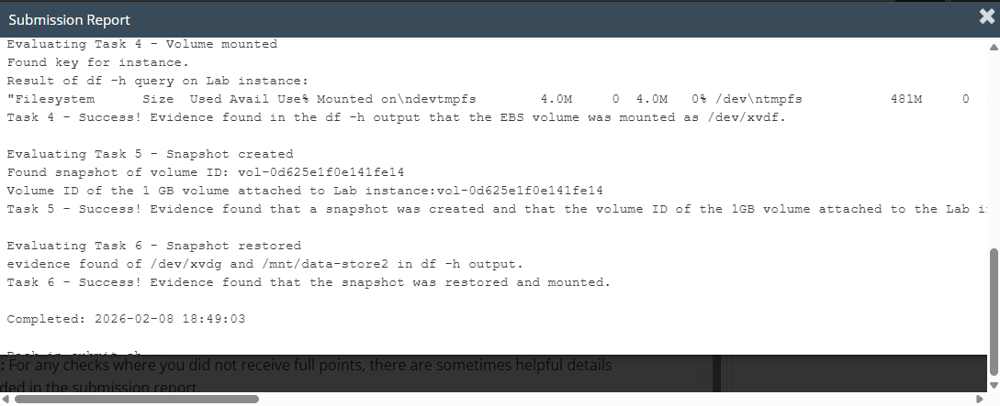 Submission Report
Evaluating Task 4 - Volume mounted
Found key for instance.
Result of df -h query on Lab instance:
"Filesystem      Size  Used Avail Use% Mounted on\ndevtmpfs        4.0M     0  4.0M   0% /dev\ntmpfs           481M     0
Task 4 - Success! Evidence found in the df -h output that the EBS volume was mounted as /dev/xvdf.
Evaluating Task 5 - Snapshot created
Found snapshot of volume ID: vol-0d625e1f0e141fe14
Volume ID of the 1 GB volume attached to Lab instance:vol-0d625e1f0e141fe14
Task 5 - Success! Evidence found that a snapshot was created and that the volume ID of the 1GB volume attached to the Lab
Evaluating Task 6 - Snapshot restored
evidence found of /dev/xvdg and /mnt/data-store2 in df -h output.
Task 6 - Success! Evidence found that the snapshot was restored and mounted.
Completed: 2026-02-08 18:49:03
: For any checks where you did not receive full points, there are sometimes helpful details
ded in the submission report.